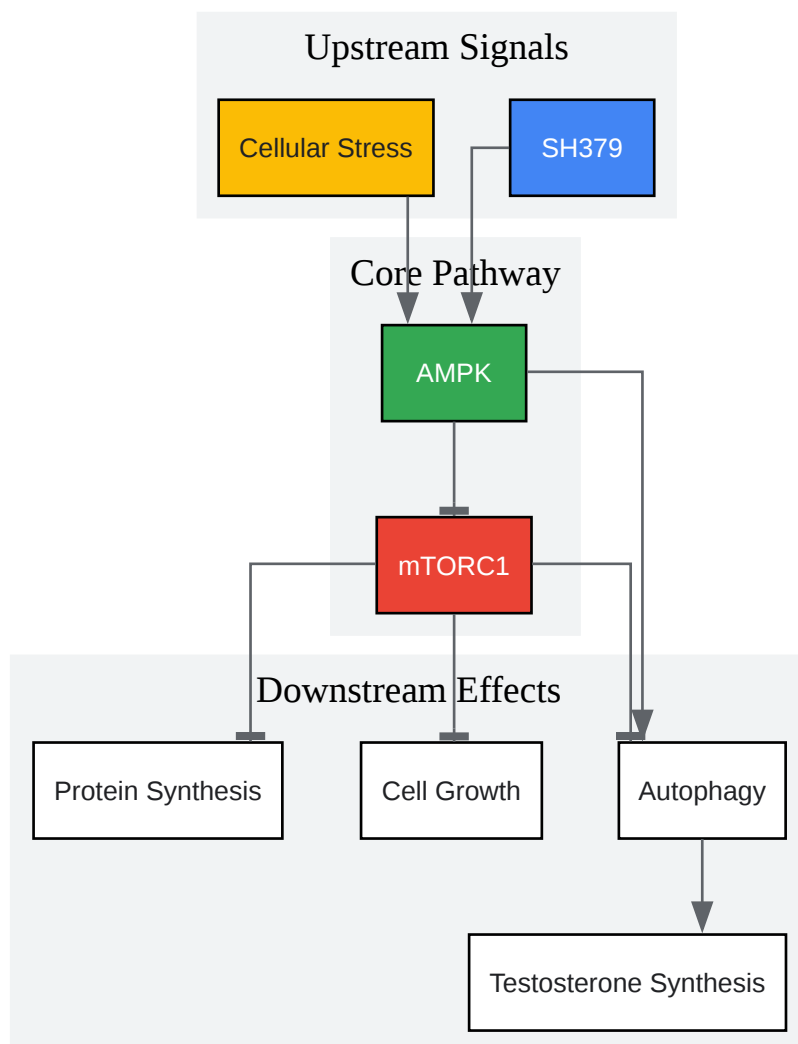 Upstream Signals
Cellular Stress
SH379
Core Pathway
AMPK
mTORC1
Downstream Effects
Protein Synthesis
Cell Growth
Autophagy
Testosterone Synthesis